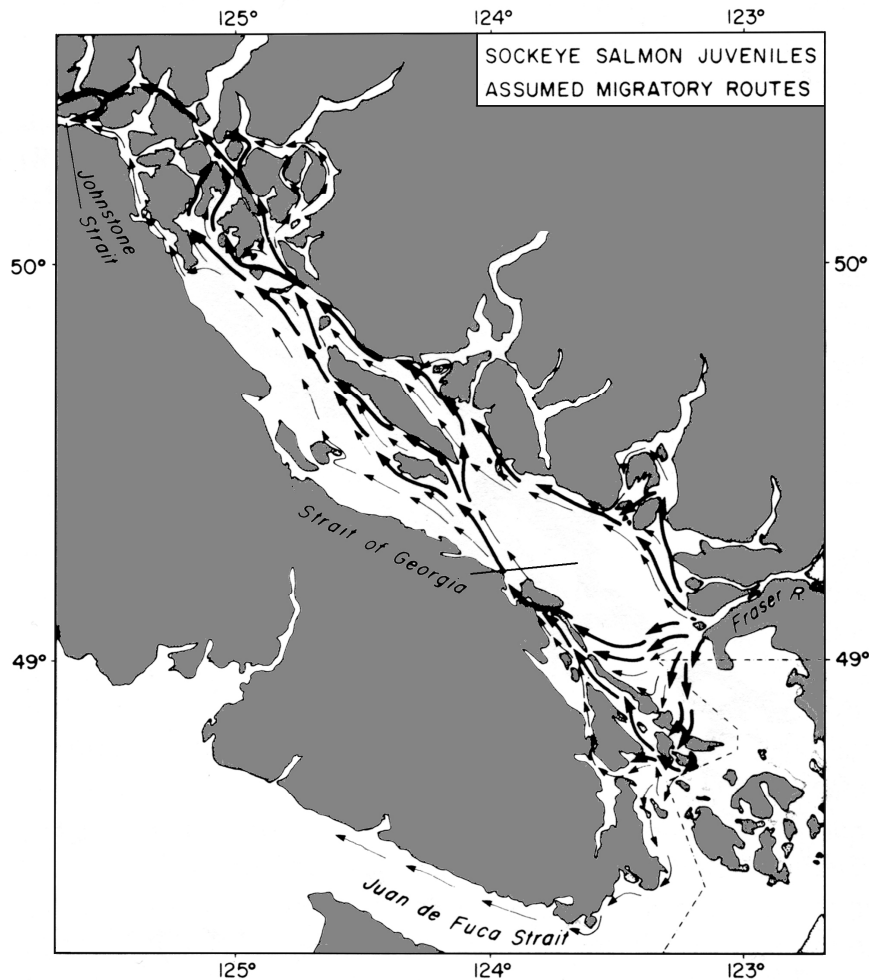 125° 124° 123°
SOCKEYE SALMON JUVENILES
ASSUMED MIGRATORY ROUTES
Johnstone
Strait
50° 50°
Strait of Georgia
Fraser R.
49° 49°
Juan de Fuca Strait
125° 124° 123°